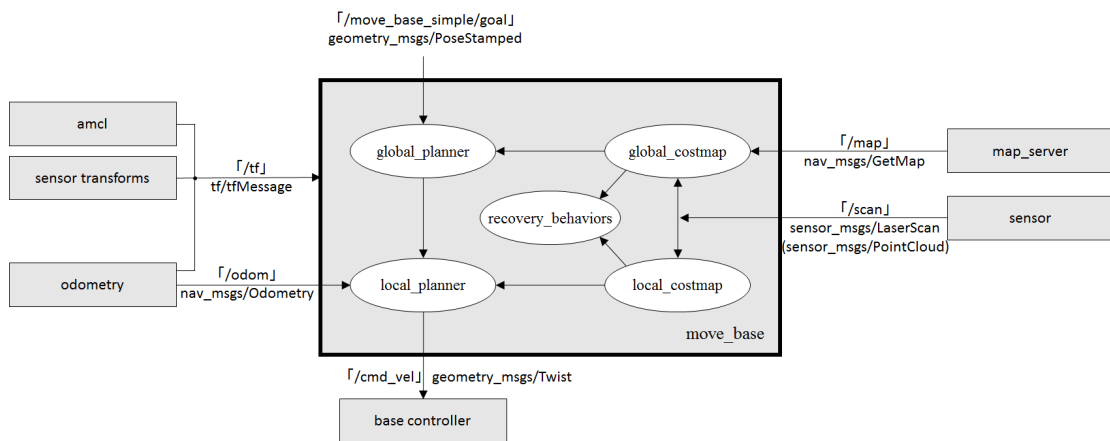 「/move_base_simple/goal」
geometry_msgs/PoseStamped
amcl
sensor transforms
odometry
「/tf」
tf/tfMessage
「/odom」
nav_msgs/Odometry
global_planner
global_costmap
recovery_behaviors
local_planner
local_costmap
move_base
「/map」
nav_msgs/GetMap
map_server
「/scan」
sensor_msgs/LaserScan
(sensor_msgs/PointCloud)
sensor
「/cmd_vel」 geometry_msgs/Twist
base controller